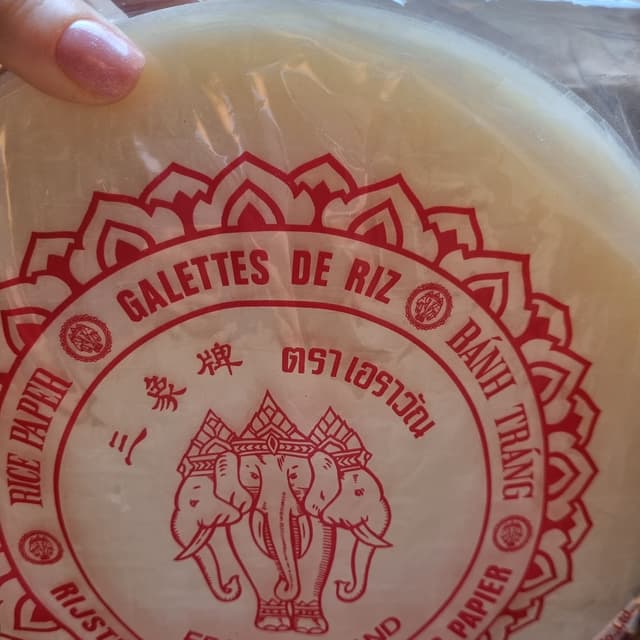 GALETTES DE RIZ
BÁNH TRÁNG
RICE PAPER
三象牌
ตราเอราวัณ
RIJST
PAPIER